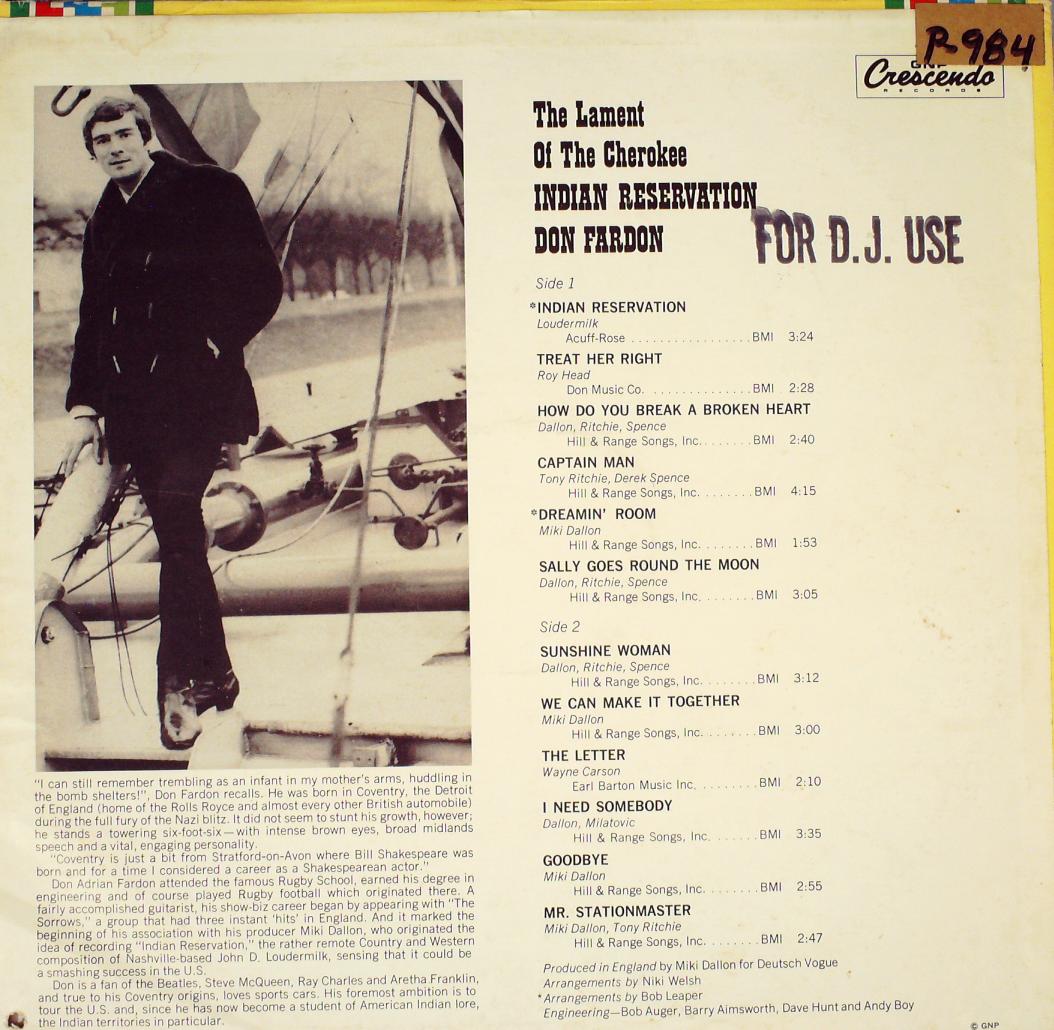 P-984
GNP
Crescendo
RECORDS
The Lament
Of The Cherokee
INDIAN RESERVATION
DON FARDON
FOR D.J. USE
Side 1
*INDIAN RESERVATION
Loudermilk
Acuff-Rose . . . . . . . . . . . . . . . . . BMI 3:24
TREAT HER RIGHT
Roy Head
Don Music Co. . . . . . . . . . . . . . . . BMI 2:28
HOW DO YOU BREAK A BROKEN HEART
Dallon, Ritchie, Spence
Hill & Range Songs, Inc. . . . . . . . BMI 2:40
CAPTAIN MAN
Tony Ritchie, Derek Spence
Hill & Range Songs, Inc. . . . . . . . BMI 4:15
*DREAMIN' ROOM
Miki Dallon
Hill & Range Songs, Inc. . . . . . . . BMI 1:53
SALLY GOES ROUND THE MOON
Dallon, Ritchie, Spence
Hill & Range Songs, Inc. . . . . . . . BMI 3:05
Side 2
SUNSHINE WOMAN
Dallon, Ritchie, Spence
Hill & Range Songs, Inc. . . . . . . . BMI 3:12
WE CAN MAKE IT TOGETHER
Miki Dallon
Hill & Range Songs, Inc. . . . . . . . BMI 3:00
THE LETTER
Wayne Carson
Earl Barton Music Inc. . . . . . . . . BMI 2:10
I NEED SOMEBODY
Dallon, Milatovic
Hill & Range Songs, Inc. . . . . . . . BMI 3:35
GOODBYE
Miki Dallon
Hill & Range Songs, Inc. . . . . . . . BMI 2:55
MR. STATIONMASTER
Miki Dallon, Tony Ritchie
Hill & Range Songs, Inc. . . . . . . . BMI 2:47
Produced in England by Miki Dallon for Deutsch Vogue
Arrangements by Niki Welsh
*Arrangements by Bob Leaper
Engineering—Bob Auger, Barry Aimsworth, Dave Hunt and Andy Boy
© GNP
"I can still remember trembling as an infant in my mother's arms, huddling in
the bomb shelters!", Don Fardon recalls. He was born in Coventry, the Detroit
of England (home of the Rolls Royce and almost every other British automobile)
during the full fury of the Nazi blitz. It did not seem to stunt his growth, however;
he stands a towering six-foot-six—with intense brown eyes, broad midlands
speech and a vital, engaging personality.
"Coventry is just a bit from Stratford-on-Avon where Bill Shakespeare was
born and for a time I considered a career as a Shakespearean actor."
Don Adrian Fardon attended the famous Rugby School, earned his degree in
engineering and of course played Rugby football which originated there. A
fairly accomplished guitarist, his show-biz career began by appearing with "The
Sorrows," a group that had three instant 'hits' in England. And it marked the
beginning of his association with his producer Miki Dallon, who originated the
idea of recording "Indian Reservation," the rather remote Country and Western
composition of Nashville-based John D. Loudermilk, sensing that it could be
a smashing success in the U.S.
Don is a fan of the Beatles, Steve McQueen, Ray Charles and Aretha Franklin,
and true to his Coventry origins, loves sports cars. His foremost ambition is to
tour the U.S. and, since he has now become a student of American Indian lore,
the Indian territories in particular.